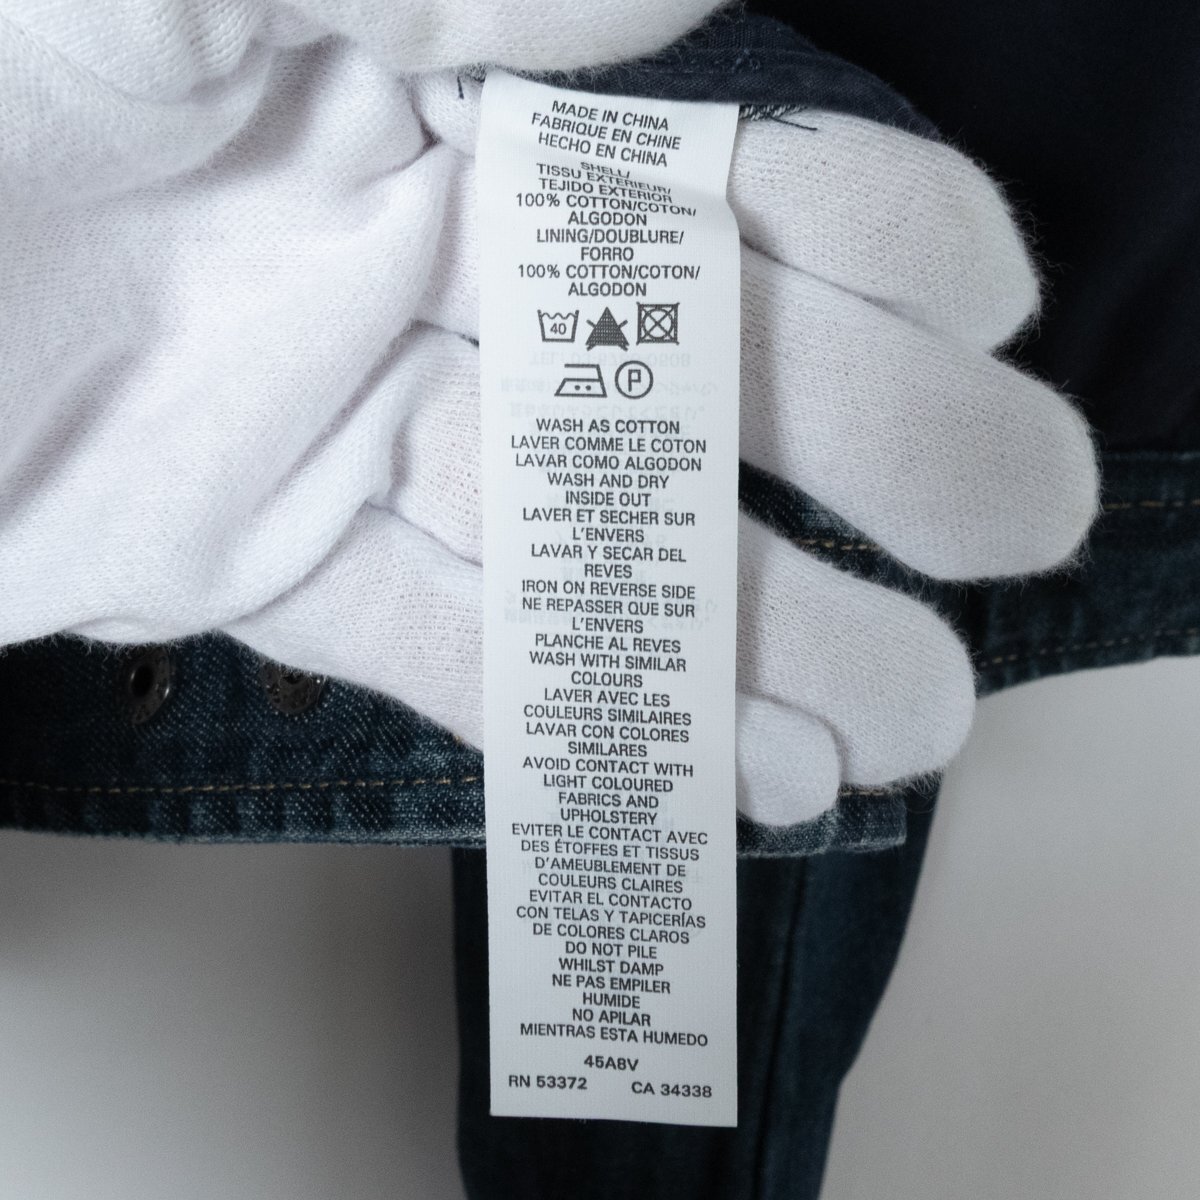 MADE IN CHINA
FABRIQUE EN CHINE
HECHO EN CHINA
SHELL/
TISSU EXTERIEUR/
TEJIDO EXTERIOR
100% COTTON/COTON/
ALGODON
LINING/DOUBLURE/
FORRO
100% COTTON/COTON/
ALGODON
40
P
WASH AS COTTON
LAVER COMME LE COTON
LAVAR COMO ALGODON
WASH AND DRY
INSIDE OUT
LAVER ET SECHER SUR
L'ENVERS
LAVAR Y SECAR DEL
REVES
IRON ON REVERSE SIDE
NE REPASSER QUE SUR
L'ENVERS
PLANCHE AL REVES
WASH WITH SIMILAR
COLOURS
LAVER AVEC LES
COULEURS SIMILAIRES
LAVAR CON COLORES
SIMILARES
AVOID CONTACT WITH
LIGHT COLOURED
FABRICS AND
UPHOLSTERY
EVITER LE CONTACT AVEC
DES ÉTOFFES ET TISSUS
D'AMEUBLEMENT DE
COULEURS CLAIRES
EVITAR EL CONTACTO
CON TELAS Y TAPICERÍAS
DE COLORES CLAROS
DO NOT PILE
WHILST DAMP
NE PAS EMPILER
HUMIDE
NO APILAR
MIENTRAS ESTA HUMEDO
45A8V
RN 53372 CA 34338